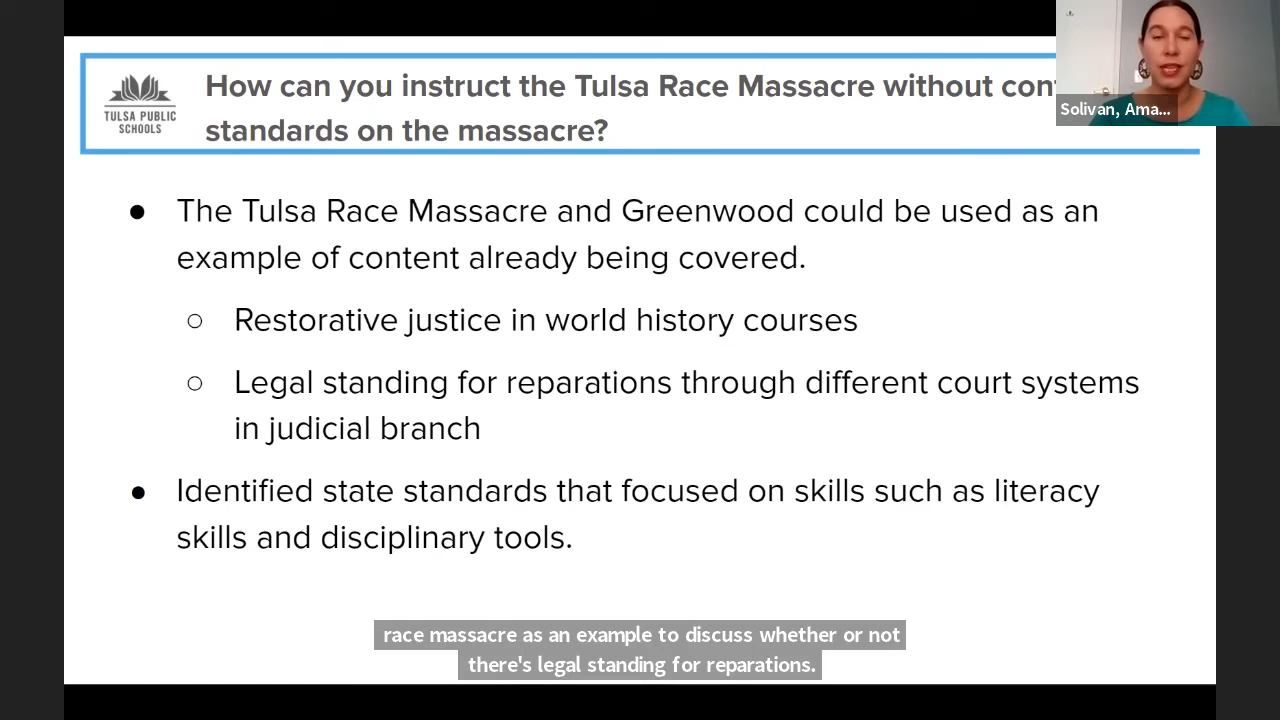 How can you instruct the Tulsa Race Massacre without
standards on the massacre?
TULSA PUBLIC
SCHOOLS
Solivan, Ama...
● The Tulsa Race Massacre and Greenwood could be used as an
example of content already being covered.
○ Restorative justice in world history courses
○ Legal standing for reparations through different court systems
in judicial branch
● Identified state standards that focused on skills such as literacy
skills and disciplinary tools.
race massacre as an example to discuss whether or not
there's legal standing for reparations.